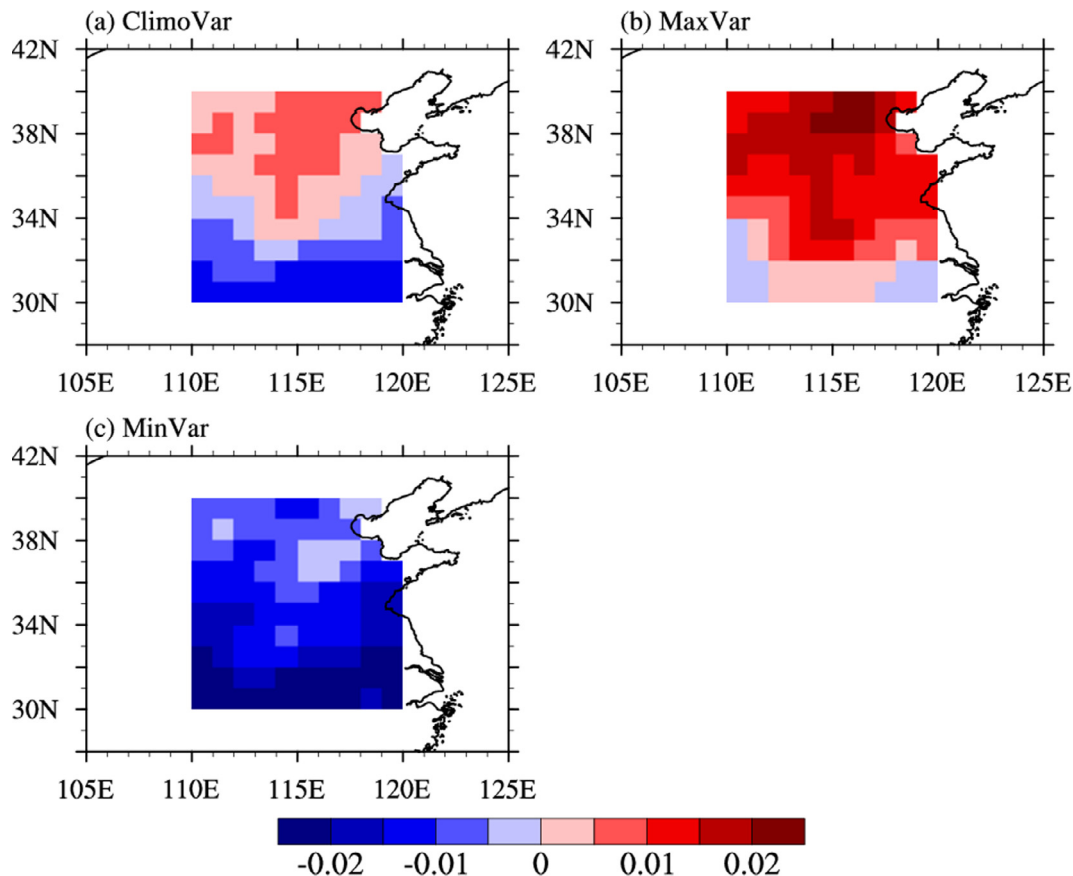 (a) ClimoVar
(b) MaxVar
42N
42N
38N
38N
34N
34N
30N
30N
105E 110E 115E 120E 125E
105E 110E 115E 120E 125E
(c) MinVar
42N
38N
34N
30N
105E 110E 115E 120E 125E
-0.02 -0.01 0 0.01 0.02